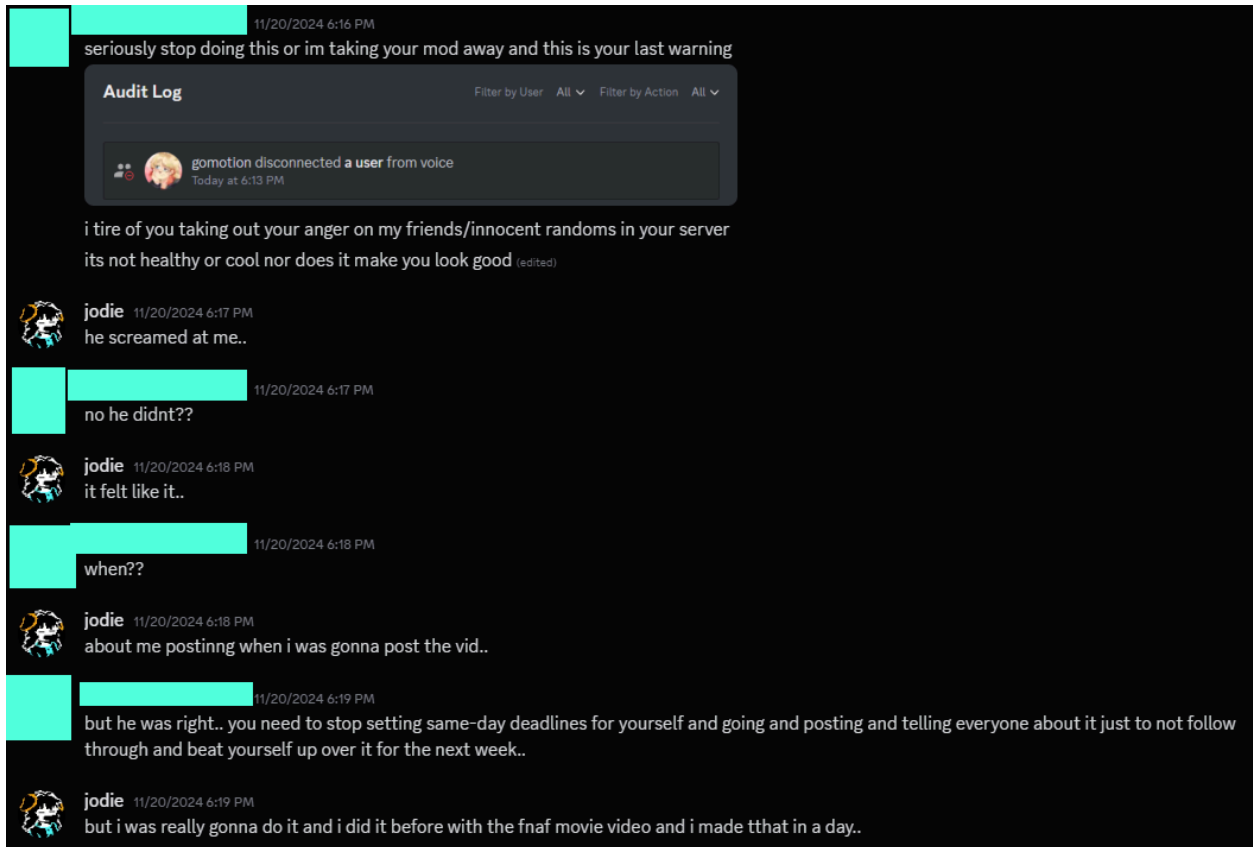 11/20/2024 6:16 PM
seriously stop doing this or im taking your mod away and this is your last warning
Audit Log Filter by User All Filter by Action All
gomotion disconnected a user from voice
Today at 6:13 PM
i tire of you taking out your anger on my friends/innocent randoms in your server
its not healthy or cool nor does it make you look good (edited)
jodie 11/20/2024 6:17 PM
he screamed at me..
11/20/2024 6:17 PM
no he didnt??
jodie 11/20/2024 6:18 PM
it felt like it..
11/20/2024 6:18 PM
when??
jodie 11/20/2024 6:18 PM
about me postinng when i was gonna post the vid..
11/20/2024 6:19 PM
but he was right.. you need to stop setting same-day deadlines for yourself and going and posting and telling everyone about it just to not follow
through and beat yourself up over it for the next week..
jodie 11/20/2024 6:19 PM
but i was really gonna do it and i did it before with the fnaf movie video and i made tthat in a day..